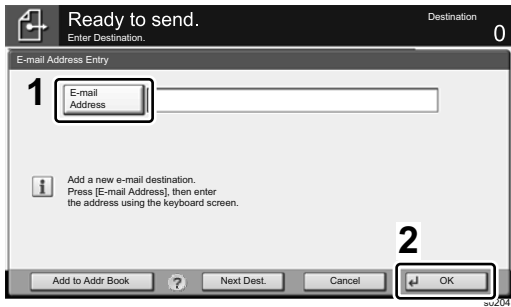 Ready to send.
Destination
0
Enter Destination.
E-mail Address Entry
1
E-mail
Address
i
Add a new e-mail destination.
Press [E-mail Address], then enter
the address using the keyboard screen.
2
Add to Addr Book
?
Next Dest.
Cancel
OK
s0204